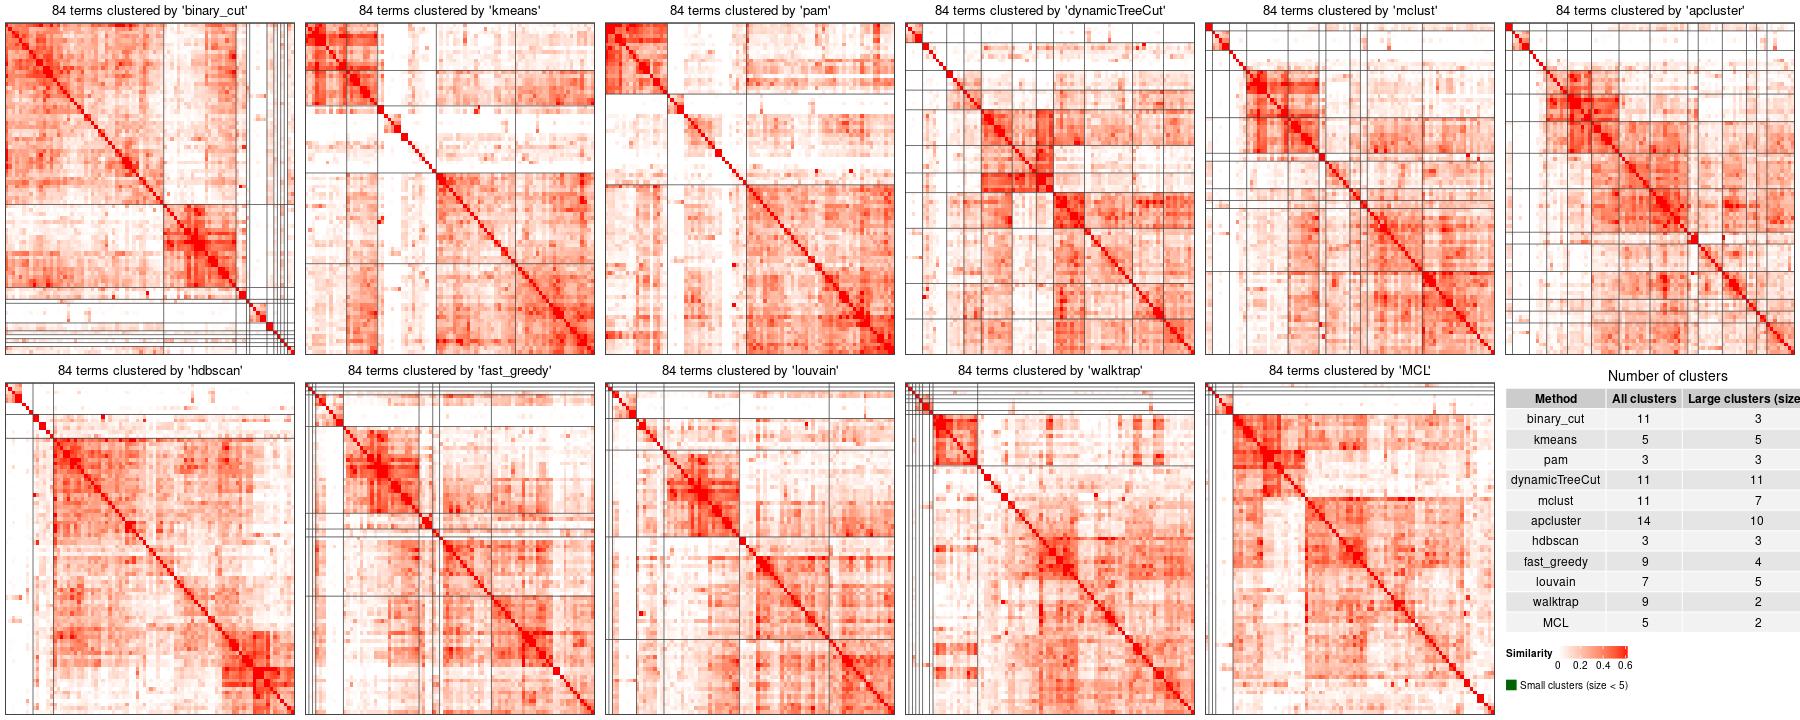 84 terms clustered by 'binary_cut'
84 terms clustered by 'kmeans'
84 terms clustered by 'pam'
84 terms clustered by 'dynamicTreeCut'
84 terms clustered by 'mclust'
84 terms clustered by 'apcluster'
84 terms clustered by 'hdbscan'
84 terms clustered by 'fast_greedy'
84 terms clustered by 'louvain'
84 terms clustered by 'walktrap'
84 terms clustered by 'MCL'
Number of clusters
Method All clusters Large clusters (size
binary_cut 11 3
kmeans 5 5
pam 3 3
dynamicTreeCut 11 11
mclust 11 7
apcluster 14 10
hdbscan 3 3
fast_greedy 9 4
louvain 7 5
walktrap 9 2
MCL 5 2
Similarity
0 0.2 0.4 0.6
Small clusters (size < 5)